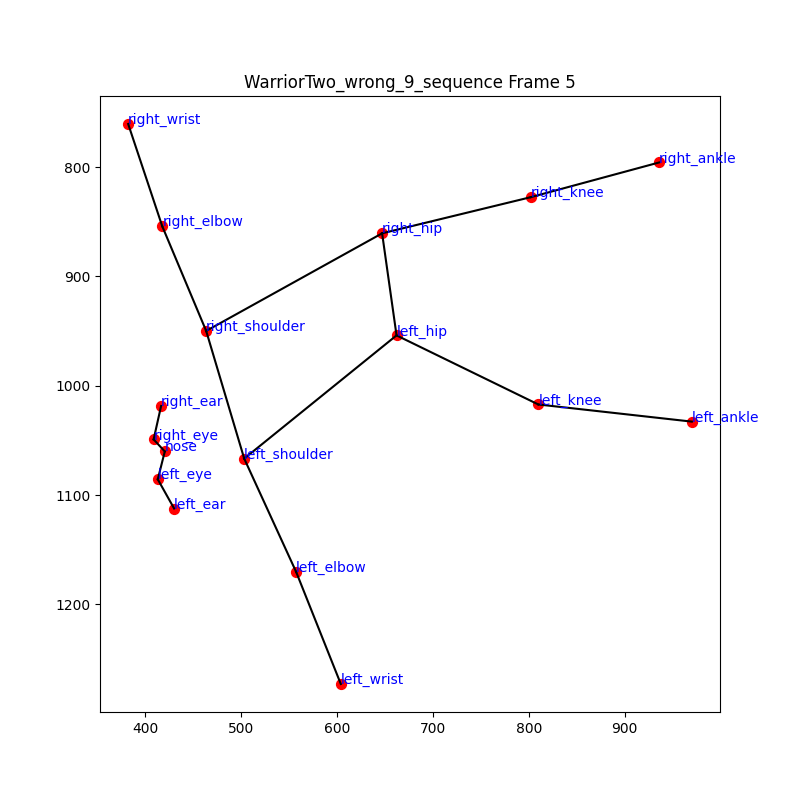 WarriorTwo_wrong_9_sequence Frame 5
right_wrist
right_ankle
right_knee
right_elbow
right_hip
right_shoulder
left_hip
right_ear
left_knee
left_ankle
right_eye
nose
left_shoulder
left_eye
left_ear
left_elbow
left_wrist
800
900
1000
1100
1200
400 500 600 700 800 900